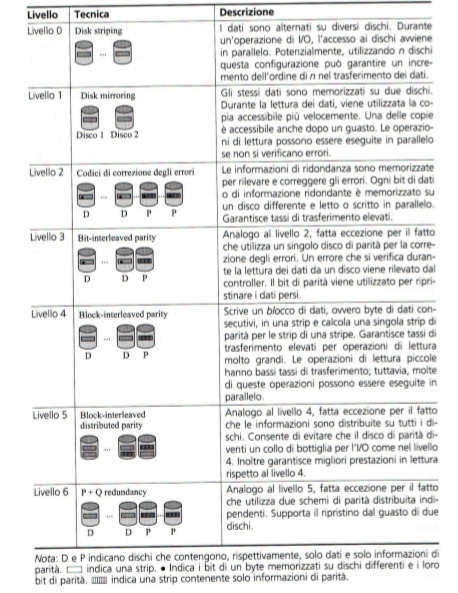 Livello Tecnica Descrizione
Livello 0 Disk striping
I dati sono alternati su diversi dischi. Durante
un'operazione di I/O, l'accesso ai dischi avviene
in parallelo. Potenzialmente, utilizzando n dischi
questa configurazione può garantire un incre-
mento dell'ordine di n nel trasferimento dei dati.
Livello 1 Disk mirroring
Disco 1 Disco 2
Gli stessi dati sono memorizzati su due dischi.
Durante la lettura dei dati, viene utilizzata la co-
pia accessibile più velocemente. Una delle copie
è accessibile anche dopo un guasto. Le operazio-
ni di lettura possono essere eseguite in parallelo
se non si verificano errori.
Livello 2 Codici di correzione degli errori
D D P P
Le informazioni di ridondanza sono memorizzate
per rilevare e correggere gli errori. Ogni bit di dati
o di informazione ridondante è memorizzato su
un disco differente e letto o scritto in parallelo.
Garantisce tassi di trasferimento elevati.
Livello 3 Bit-interleaved parity
D D P
Analogo al livello 2, fatta eccezione per il fatto
che utilizza un singolo disco di parità per la corre-
zione degli errori. Un errore che si verifica duran-
te la lettura dei dati da un disco viene rilevato dal
controller. Il bit di parità viene utilizzato per ripri-
stinare i dati persi.
Livello 4 Block-interleaved parity
D D P
Scrive un blocco di dati, ovvero byte di dati con-
secutivi, in una strip e calcola una singola strip di
parità per le strip di una stripe. Garantisce tassi di
trasferimento elevati per operazioni di lettura
molto grandi. Le operazioni di lettura piccole
hanno bassi tassi di trasferimento; tuttavia, molte
di queste operazioni possono essere eseguite in
parallelo.
Livello 5 Block-interleaved
distributed parity
Analogo al livello 4, fatta eccezione per il fatto
che le informazioni sono distribuite su tutti i di-
schi. Consente di evitare che il disco di parità di-
venti un collo di bottiglia per l'I/O come nel livello
4. Inoltre garantisce migliori prestazioni in lettura
rispetto al livello 4.
Livello 6 P + Q redundancy
D D P P
Analogo al livello 5, fatta eccezione per il fatto
che utilizza due schemi di parità distribuita indi-
pendenti. Supporta il ripristino dal guasto di due
dischi.
Nota: D e P indicano dischi che contengono, rispettivamente, solo dati e solo informazioni di
parità. indica una strip. • Indica i bit di un byte memorizzati su dischi differenti e i loro
bit di parità. indica una strip contenente solo informazioni di parità.